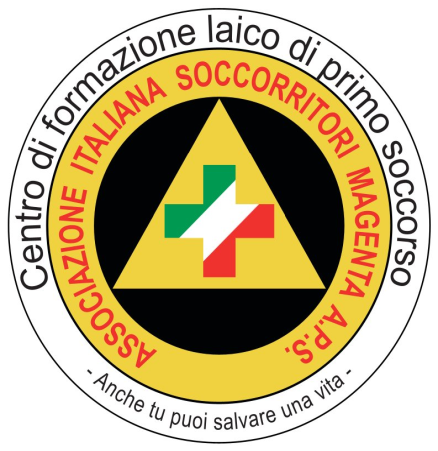 Centro di formazione laico di primo soccorso
ASSOCIAZIONE ITALIANA SOCCORRITORI MAGENTA A.P.S.
- Anche tu puoi salvare una vita -